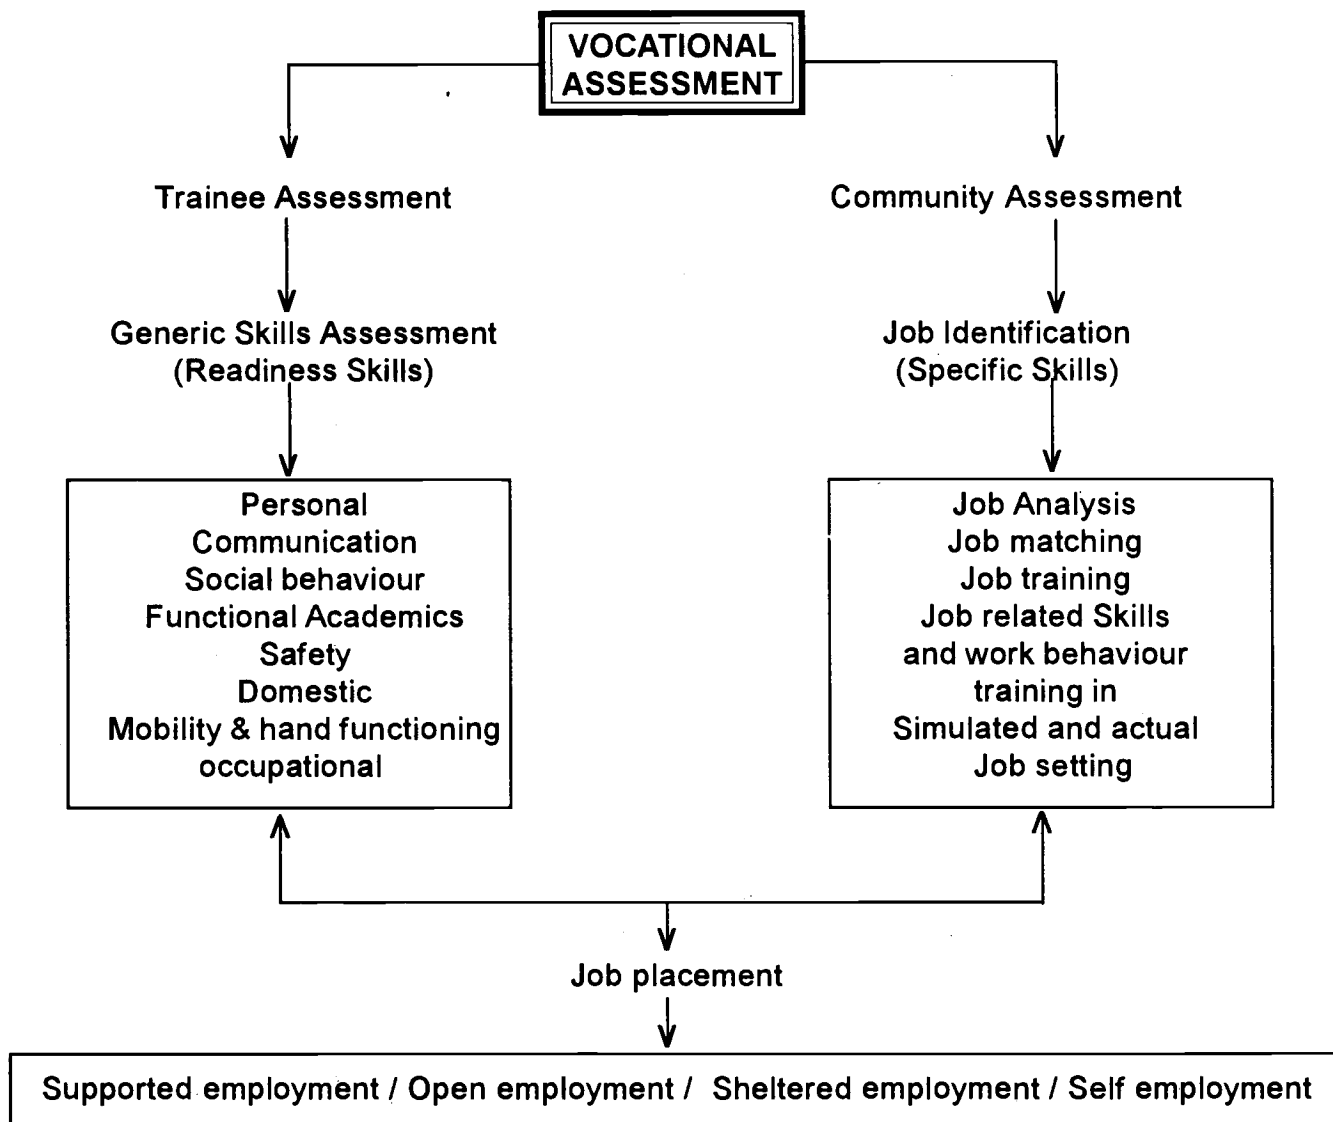 VOCATIONAL
ASSESSMENT
Trainee Assessment
Community Assessment
Generic Skills Assessment
(Readiness Skills)
Job Identification
(Specific Skills)
Personal
Communication
Social behaviour
Functional Academics
Safety
Domestic
Mobility & hand functioning
occupational
Job Analysis
Job matching
Job training
Job related Skills
and work behaviour
training in
Simulated and actual
Job setting
Job placement
Supported employment / Open employment / Sheltered employment / Self employment